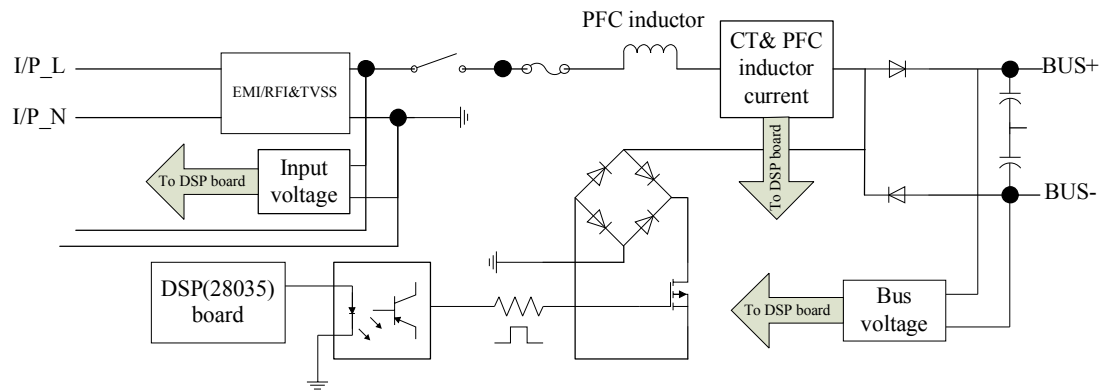 PFC inductor
I/P_L
EMI/RFI&TVSS
CT& PFC
inductor
current
BUS+
I/P_N
To DSP board
Input
voltage
To DSP board
BUS-
DSP(28035)
board
To DSP board
Bus
voltage